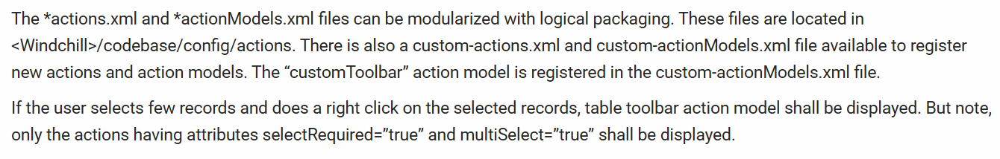 The *actions.xml and *actionModels.xml files can be modularized with logical packaging. These files are located in
<Windchill>/codebase/config/actions. There is also a custom-actions.xml and custom-actionModels.xml file available to register
new actions and action models. The “customToolbar” action model is registered in the custom-actionModels.xml file.
If the user selects few records and does a right click on the selected records, table toolbar action model shall be displayed. But note,
only the actions having attributes selectRequired=”true” and multiSelect=”true” shall be displayed.